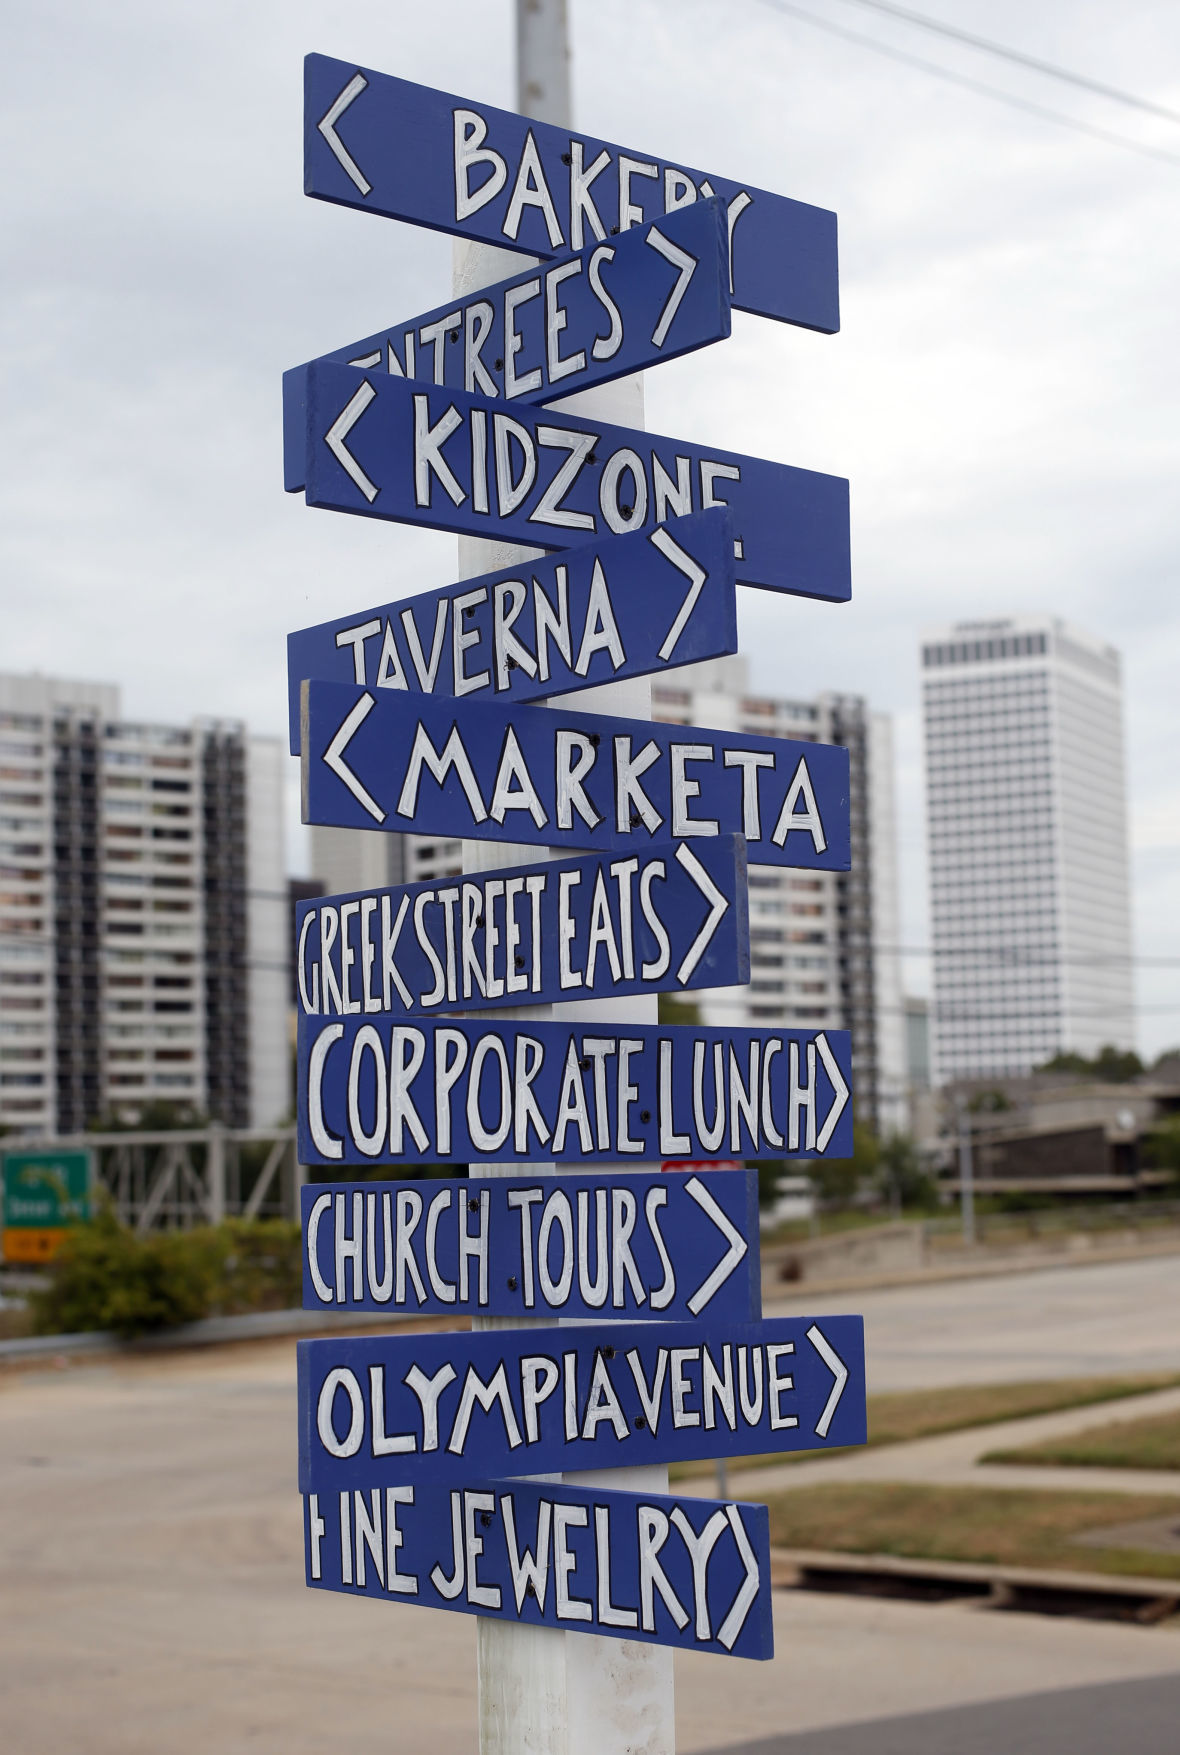 < BAKERY
ENTREES >
< KIDZONE
TAVERNA >
< MARKETA
GREEK STREET EATS >
CORPORATE LUNCH >
CHURCH TOURS >
OLYMPIA VENUE >
FINE JEWELRY >